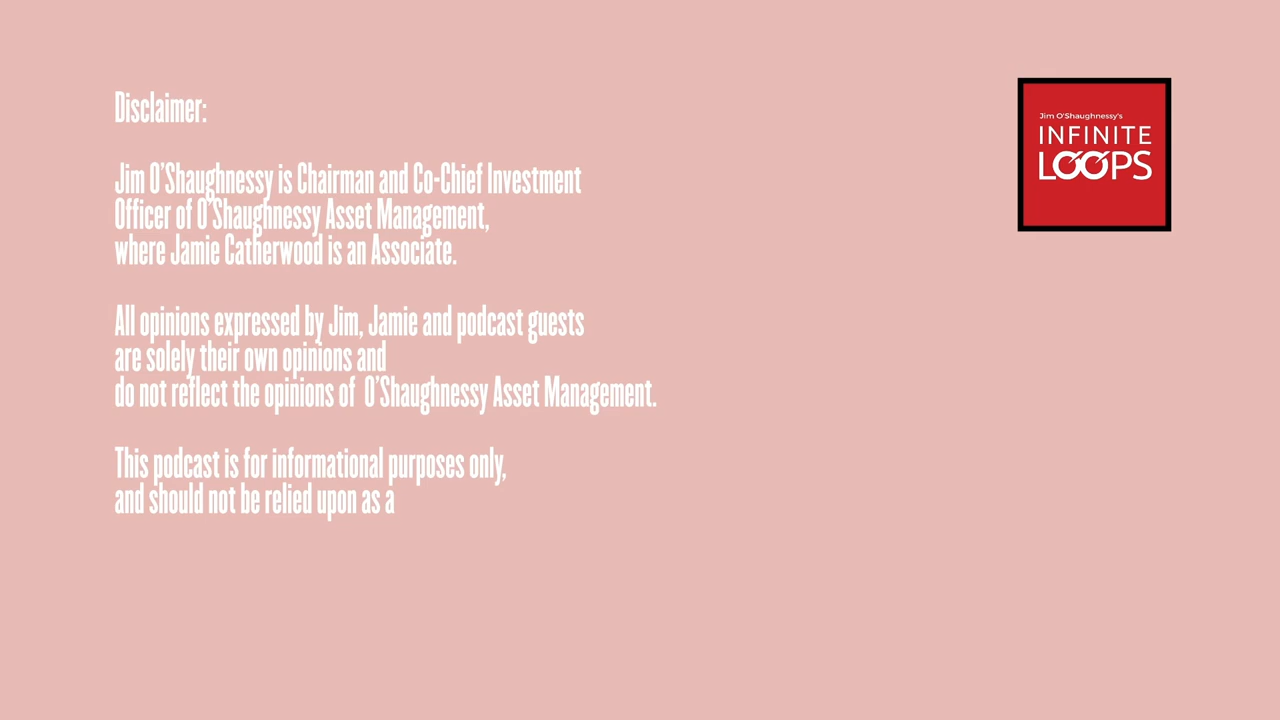 Disclaimer:
Jim O'Shaughnessy is Chairman and Co-Chief Investment
Officer of O'Shaughnessy Asset Management,
where Jamie Catherwood is an Associate.
All opinions expressed by Jim, Jamie and podcast guests
are solely their own opinions and
do not reflect the opinions of  O'Shaughnessy Asset Management.
This podcast is for informational purposes only,
and should not be relied upon as a
Jim O'Shaughnessy's
INFINITE
LOOPS